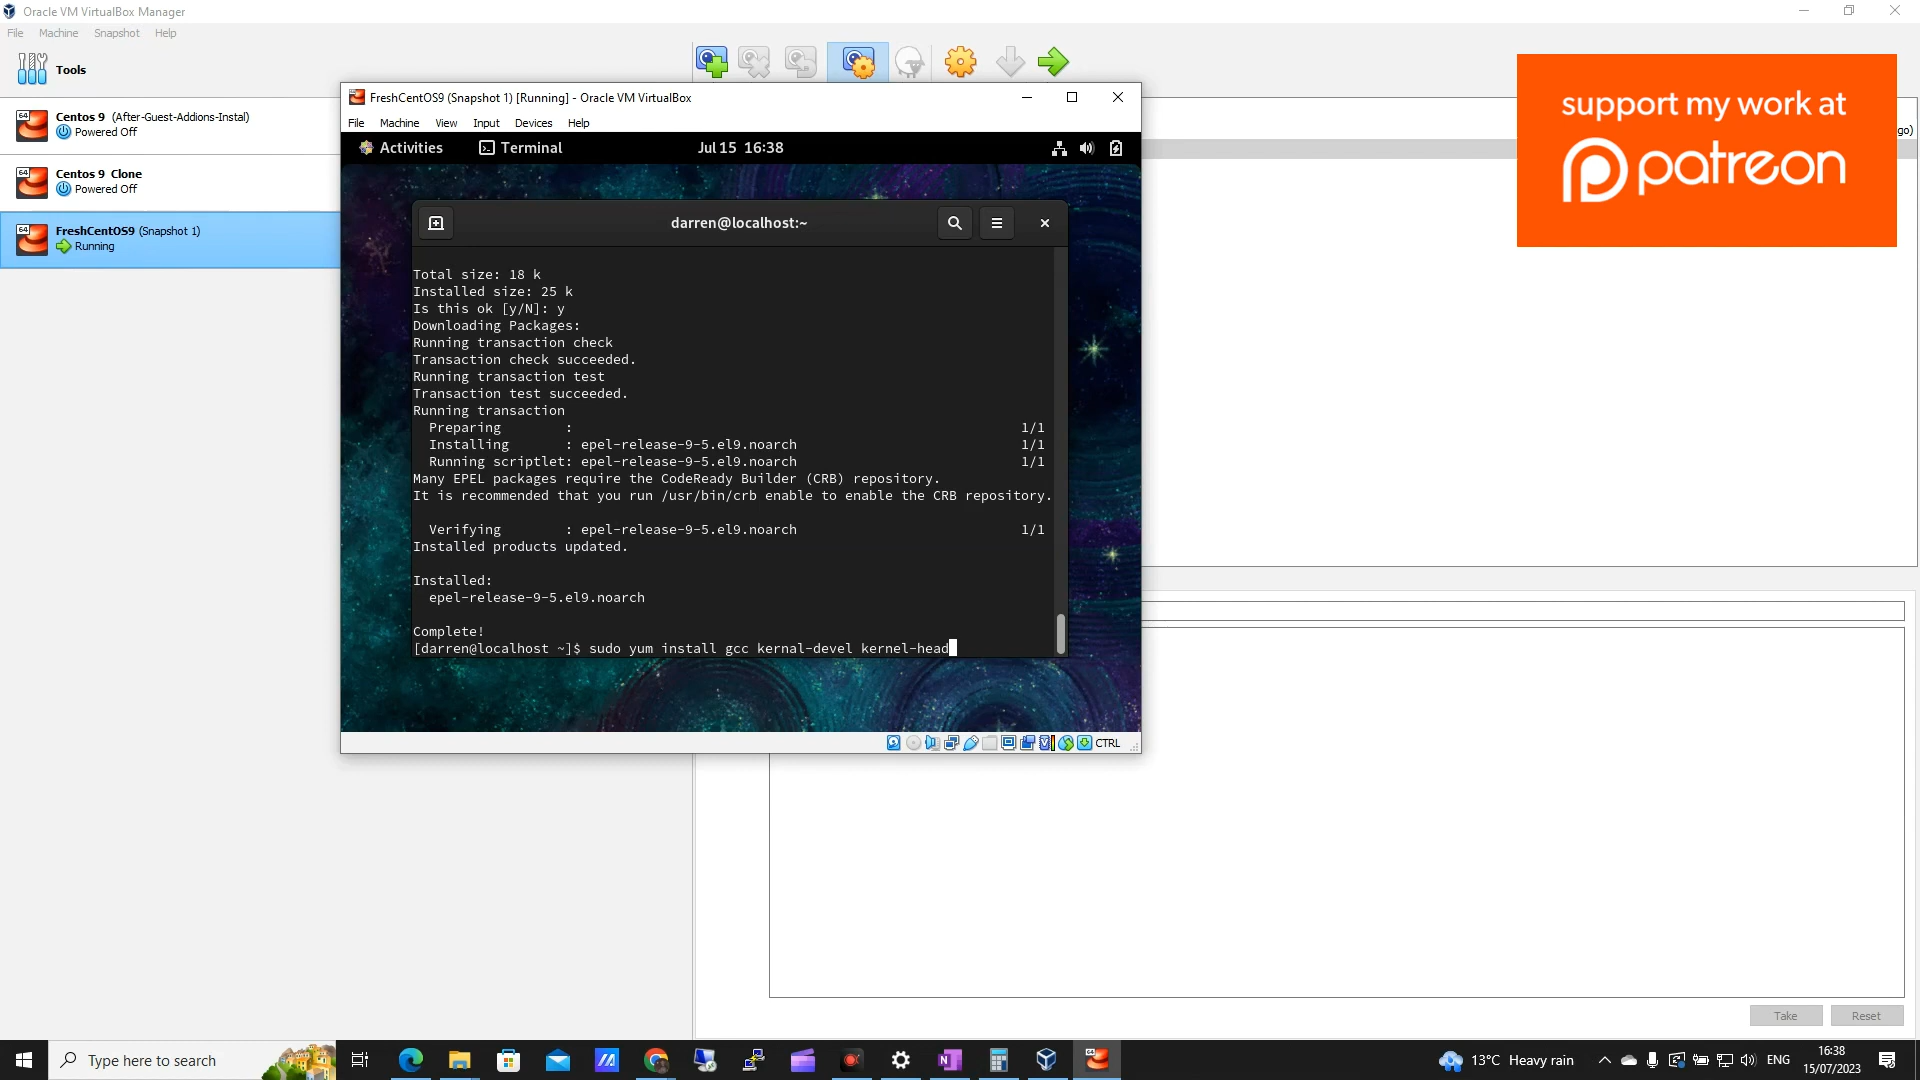 Oracle VM VirtualBox Manager
File Machine Snapshot Help
Tools
Centos 9 (After-Guest-Addions-Instal)
Powered Off
Centos 9 Clone
Powered Off
FreshCentOS9 (Snapshot 1)
Running
FreshCentOS9 (Snapshot 1) [Running] - Oracle VM VirtualBox
File Machine View Input Devices Help
Activities Terminal Jul 15 16:38
darren@localhost:~
Total size: 18 k
Installed size: 25 k
Is this ok [y/N]: y
Downloading Packages:
Running transaction check
Transaction check succeeded.
Running transaction test
Transaction test succeeded.
Running transaction
Preparing : 1/1
Installing : epel-release-9-5.el9.noarch 1/1
Running scriptlet: epel-release-9-5.el9.noarch 1/1
Many EPEL packages require the CodeReady Builder (CRB) repository.
It is recommended that you run /usr/bin/crb enable to enable the CRB repository.
Verifying : epel-release-9-5.el9.noarch 1/1
Installed products updated.
Installed:
epel-release-9-5.el9.noarch
Complete!
[darren@localhost ~]$ sudo yum install gcc kernal-devel kernel-head
CTRL
support my work at
patreon
go)
Take Reset
Type here to search
13°C Heavy rain
ENG
16:38
15/07/2023